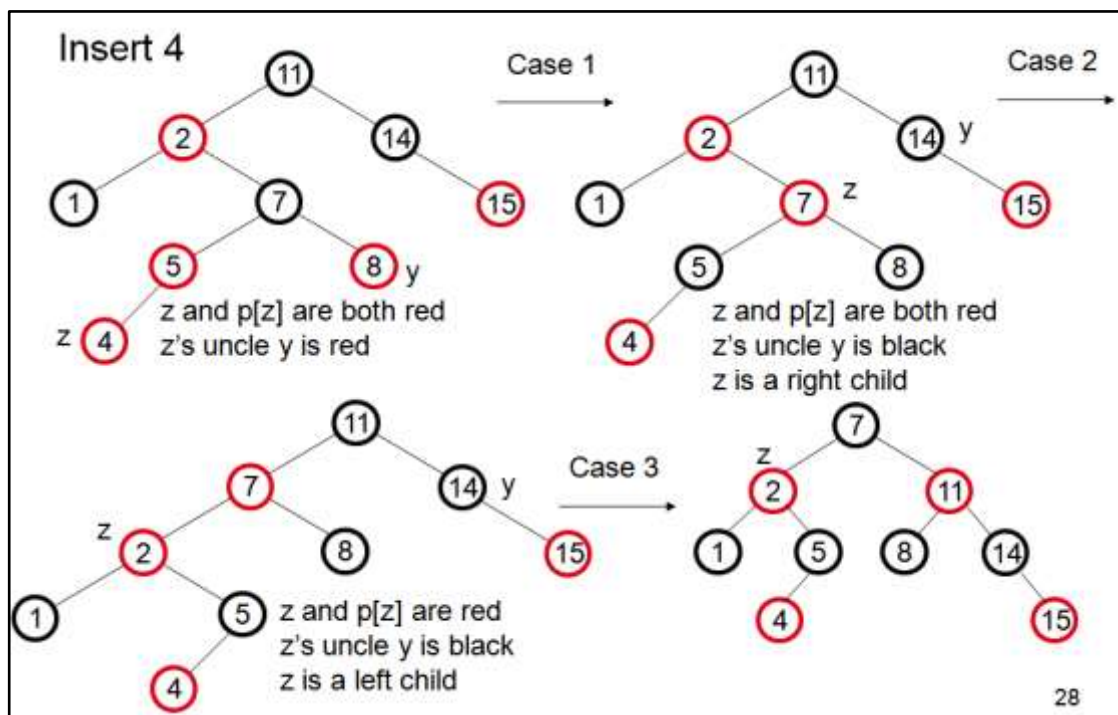 Insert 4
11
Case 1
2
14
1
7
15
5
8
y
z
4
z and p[z] are both red
z's uncle y is red
11
Case 2
2
14
y
1
7
z
15
5
8
4
z and p[z] are both red
z's uncle y is black
z is a right child
11
Case 3
7
14
y
z
2
8
15
1
5
4
z and p[z] are red
z's uncle y is black
z is a left child
7
z
2
11
1
5
8
14
4
15
28